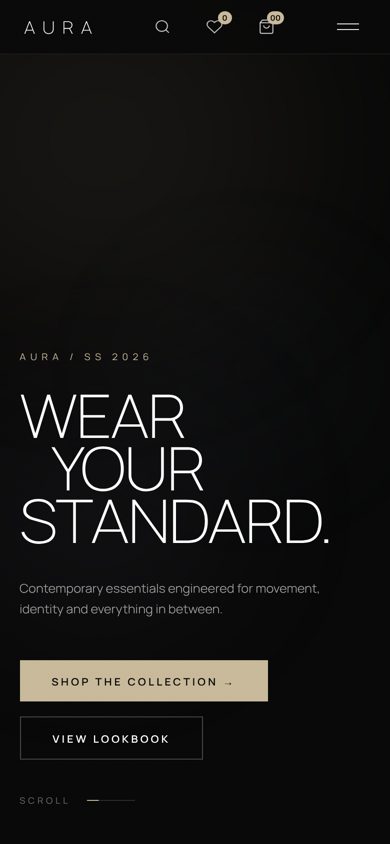 AURA
0
00
AURA / SS 2026
WEAR
YOUR
STANDARD.
Contemporary essentials engineered for movement,
identity and everything in between.
SHOP THE COLLECTION →
VIEW LOOKBOOK
SCROLL